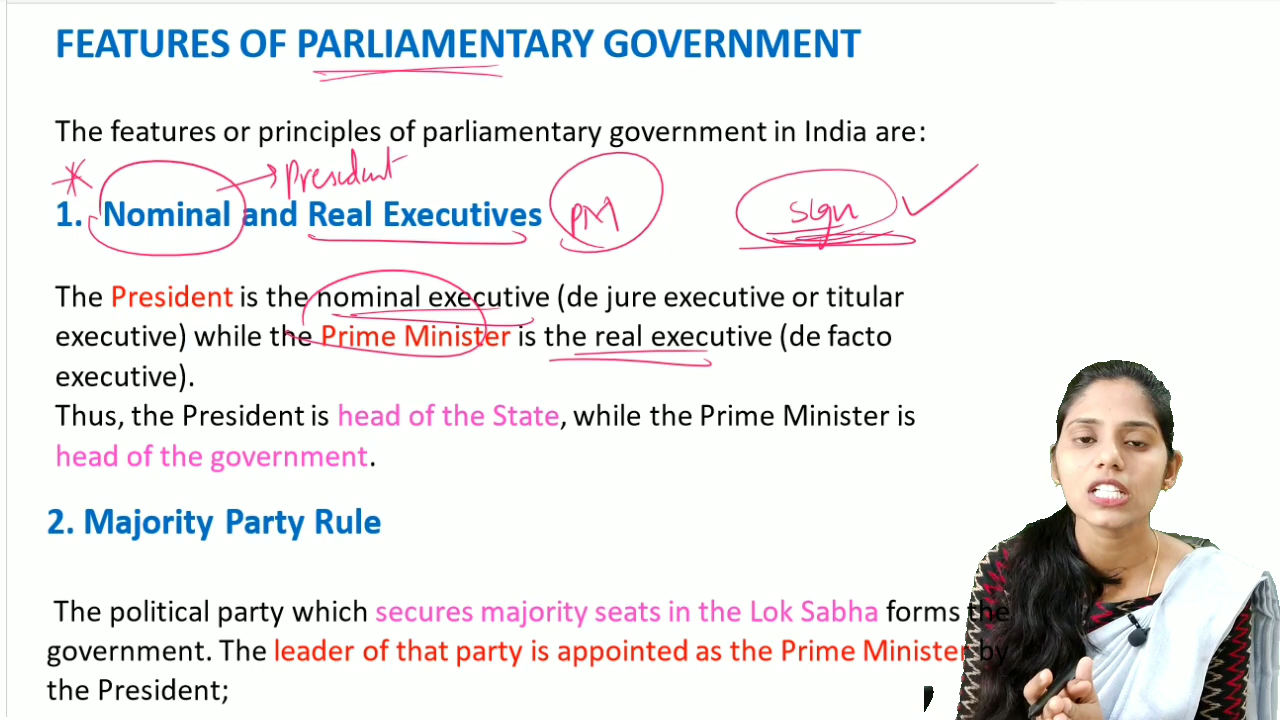 FEATURES OF PARLIAMENTARY GOVERNMENT
The features or principles of parliamentary government in India are:
President
1. Nominal and Real Executives PM sign
The President is the nominal executive (de jure executive or titular
executive) while the Prime Minister is the real executive (de facto
executive).
Thus, the President is head of the State, while the Prime Minister is
head of the government.
2. Majority Party Rule
The political party which secures majority seats in the Lok Sabha forms the
government. The leader of that party is appointed as the Prime Minister by
the President;